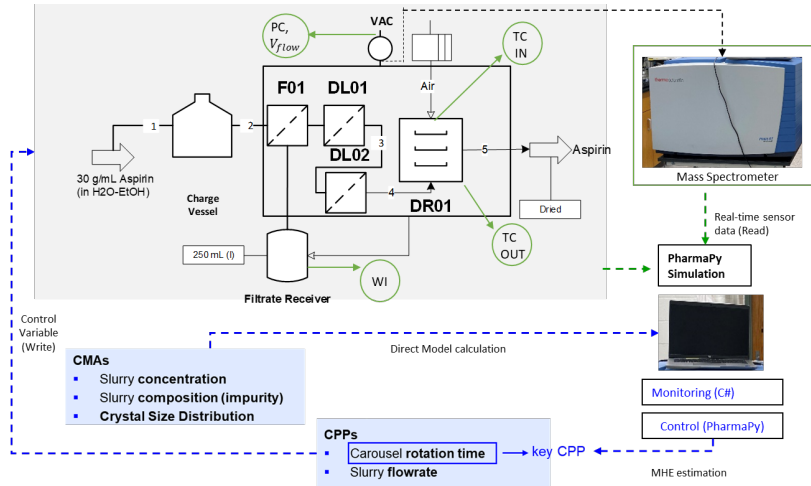 PC,
V_flow
VAC
TC
IN
Air
F01
DL01
1
2
3
DL02
4
5
Aspirin
30 g/mL Aspirin
(in H2O-EtOH)
Charge
Vessel
DR01
Dried
TC
OUT
250 mL (I)
WI
Filtrate Receiver
Mass Spectrometer
Real-time sensor
data (Read)
PharmaPy
Simulation
Control
Variable
(Write)
Direct Model calculation
CMAs
▪ Slurry concentration
▪ Slurry composition (impurity)
▪ Crystal Size Distribution
Monitoring (C#)
Control (PharmaPy)
CPPs
▪ Carousel rotation time
key CPP
▪ Slurry flowrate
MHE estimation